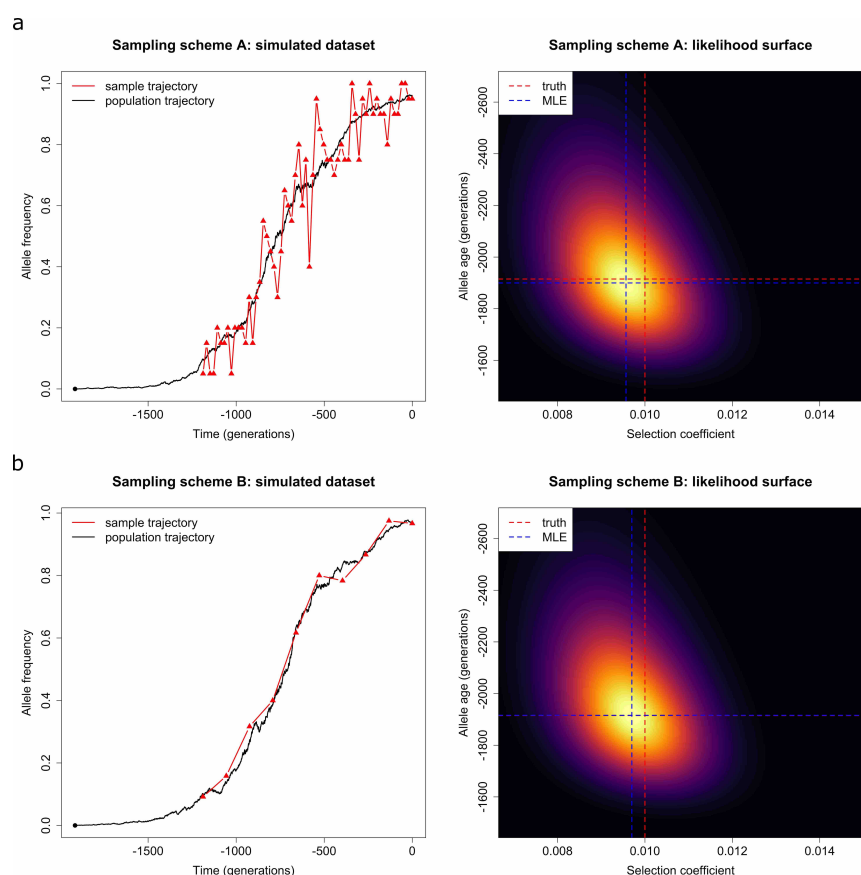 a
Sampling scheme A: simulated dataset
sample trajectory
population trajectory
Allele frequency
0.0
0.2
0.4
0.6
0.8
1.0
-1500
-1000
-500
0
Time (generations)
Sampling scheme A: likelihood surface
truth
MLE
Allele age (generations)
-2600
-2400
-2200
-2000
-1800
-1600
0.008
0.010
0.012
0.014
Selection coefficient
b
Sampling scheme B: simulated dataset
sample trajectory
population trajectory
Allele frequency
0.0
0.2
0.4
0.6
0.8
1.0
-1500
-1000
-500
0
Time (generations)
Sampling scheme B: likelihood surface
truth
MLE
Allele age (generations)
-2600
-2400
-2200
-2000
-1800
-1600
0.008
0.010
0.012
0.014
Selection coefficient